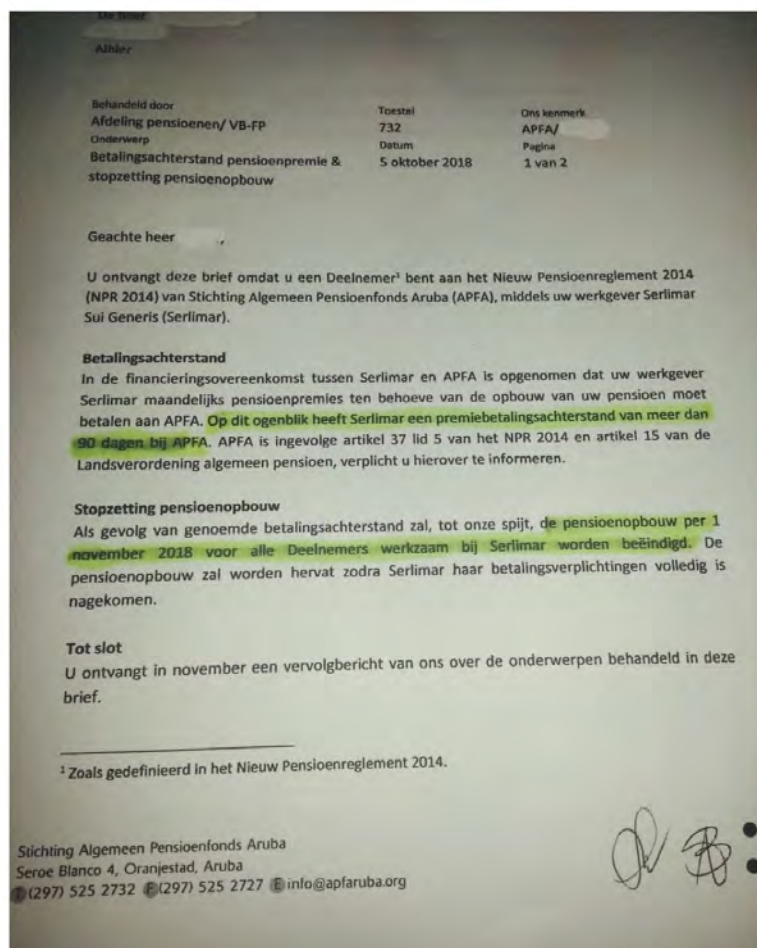 De heer
Alhier
Behandeld door
Afdeling pensioenen/ VB-FP
Toestel
732
Ons kenmerk
APFA/
Onderwerp
Betalingsachterstand pensioenpremie &
stopzetting pensioenopbouw
Datum
5 oktober 2018
Pagina
1 van 2
Geachte heer ,
U ontvangt deze brief omdat u een Deelnemer¹ bent aan het Nieuw Pensioenreglement 2014
(NPR 2014) van Stichting Algemeen Pensioenfonds Aruba (APFA), middels uw werkgever Serlimar
Sui Generis (Serlimar).
Betalingsachterstand
In de financieringsovereenkomst tussen Serlimar en APFA is opgenomen dat uw werkgever
Serlimar maandelijks pensioenpremies ten behoeve van de opbouw van uw pensioen moet
betalen aan APFA. Op dit ogenblik heeft Serlimar een premiebetalingsachterstand van meer dan
90 dagen bij APFA. APFA is ingevolge artikel 37 lid 5 van het NPR 2014 en artikel 15 van de
Landsverordening algemeen pensioen, verplicht u hierover te informeren.
Stopzetting pensioenopbouw
Als gevolg van genoemde betalingsachterstand zal, tot onze spijt, de pensioenopbouw per 1
november 2018 voor alle Deelnemers werkzaam bij Serlimar worden beëindigd. De
pensioenopbouw zal worden hervat zodra Serlimar haar betalingsverplichtingen volledig is
nagekomen.
Tot slot
U ontvangt in november een vervolgbericht van ons over de onderwerpen behandeld in deze
brief.
¹ Zoals gedefinieerd in het Nieuw Pensioenreglement 2014.
Stichting Algemeen Pensioenfonds Aruba
Seroe Blanco 4, Oranjestad, Aruba
T (297) 525 2732 F (297) 525 2727 E info@apfaruba.org